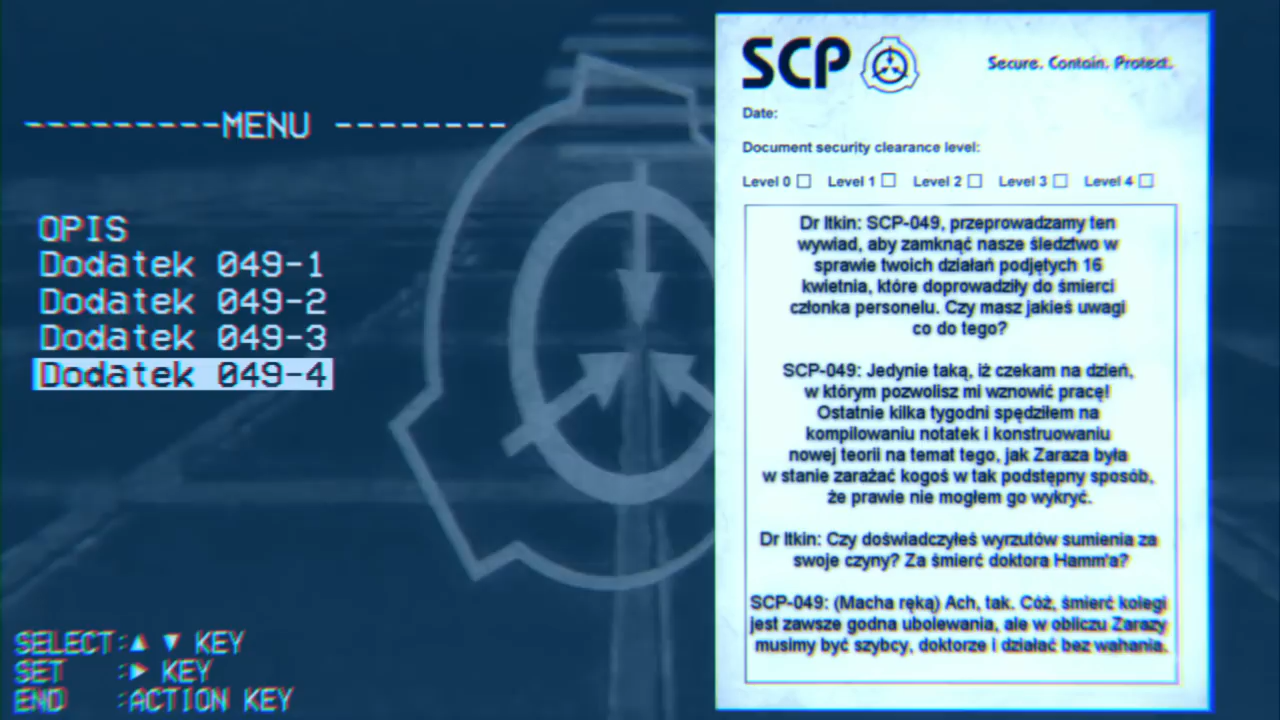 ---------MENU --------
OPIS
Dodatek 049-1
Dodatek 049-2
Dodatek 049-3
Dodatek 049-4
SELECT:▲ ▼ KEY
SET :► KEY
END :ACTION KEY
SCP
Secure. Contain. Protect.
Date:
Document security clearance level:
Level 0 □ Level 1 □ Level 2 □ Level 3 □ Level 4 □
Dr Itkin: SCP-049, przeprowadzamy ten
wywiad, aby zamknąć nasze śledztwo w
sprawie twoich działań podjętych 16
kwietnia, które doprowadziły do śmierci
członka personelu. Czy masz jakieś uwagi
co do tego?
SCP-049: Jedynie taką, iż czekam na dzień,
w którym pozwolisz mi wznowić pracę!
Ostatnie kilka tygodni spędziłem na
kompilowaniu notatek i konstruowaniu
nowej teorii na temat tego, jak Zaraza była
w stanie zarażać kogoś w tak podstępny sposób,
że prawie nie mogłem go wykryć.
Dr Itkin: Czy doświadczyłeś wyrzutów sumienia za
swoje czyny? Za śmierć doktora Hamm'a?
SCP-049: (Macha ręką) Ach, tak. Cóż, śmierć kolegi
jest zawsze godna ubolewania, ale w obliczu Zarazy
musimy być szybcy, doktorze i działać bez wahania.